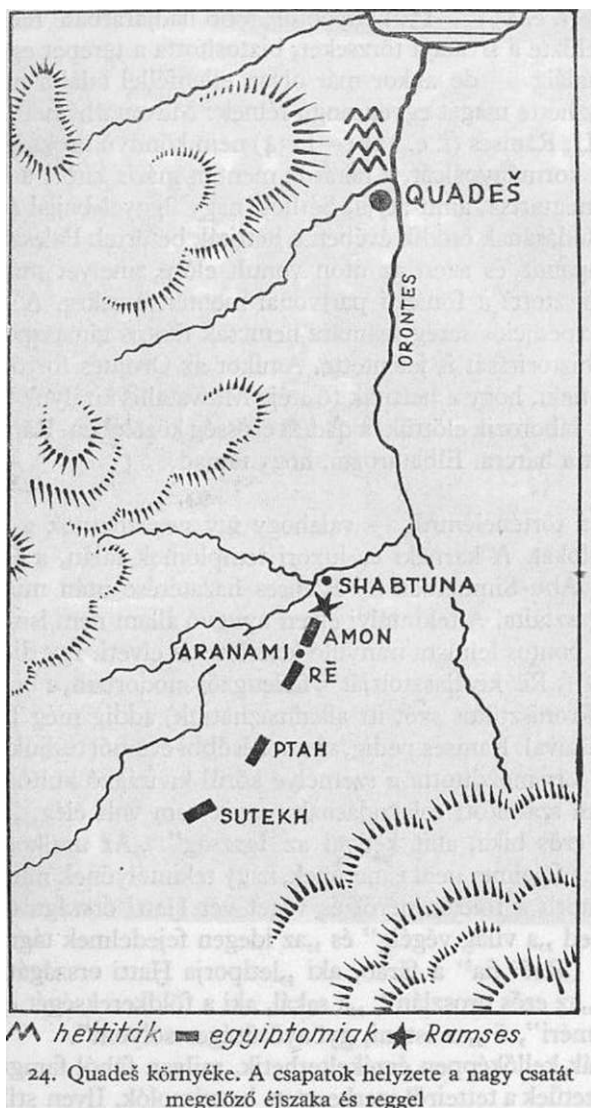 QUADEŠ
ORONTES
SHABTUNA
AMON
ARANAMI
RĒ
PTAH
SUTEKH
hettiták egyiptomiak Ramses
24. Qudeš környéke. A csapatok helyzete a nagy csatát
megelőző éjszaka és reggel